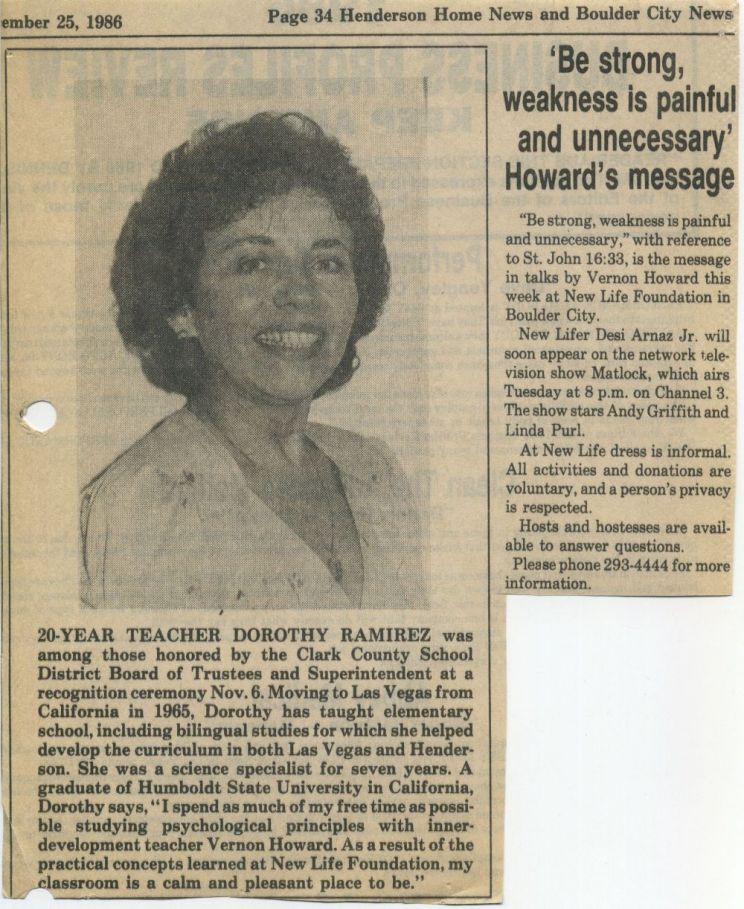 ember 25, 1986
Page 34 Henderson Home News and Boulder City News
'Be strong,
weakness is painful
and unnecessary'
Howard's message
"Be strong, weakness is painful
and unnecessary," with reference
to St. John 16:33, is the message
in talks by Vernon Howard this
week at New Life Foundation in
Boulder City.
New Lifer Desi Arnaz Jr. will
soon appear on the network tele-
vision show Matlock, which airs
Tuesday at 8 p.m. on Channel 3.
The show stars Andy Griffith and
Linda Purl.
At New Life dress is informal.
All activities and donations are
voluntary, and a person's privacy
is respected.
Hosts and hostesses are avail-
able to answer questions.
Please phone 293-4444 for more
information.
20-YEAR TEACHER DOROTHY RAMIREZ was
among those honored by the Clark County School
District Board of Trustees and Superintendent at a
recognition ceremony Nov. 6. Moving to Las Vegas from
California in 1965, Dorothy has taught elementary
school, including bilingual studies for which she helped
develop the curriculum in both Las Vegas and Hender-
son. She was a science specialist for seven years. A
graduate of Humboldt State University in California,
Dorothy says, "I spend as much of my free time as possi-
ble studying psychological principles with inner-
development teacher Vernon Howard. As a result of the
practical concepts learned at New Life Foundation, my
classroom is a calm and pleasant place to be."